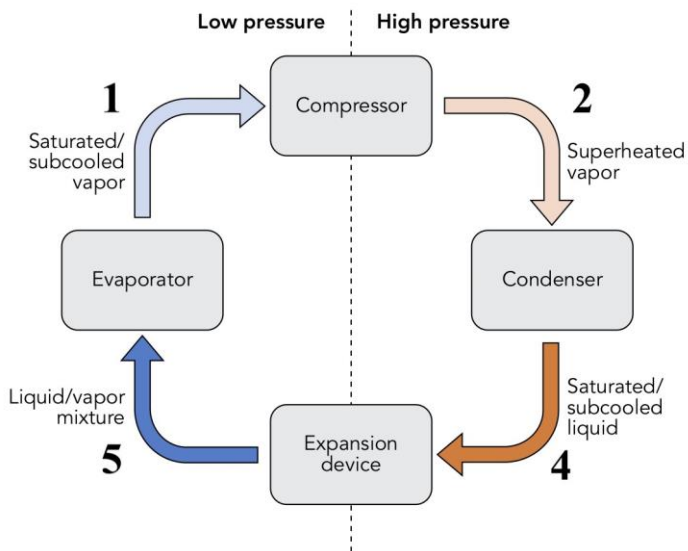 Low pressure
High pressure
1
Compressor
2
Saturated/
subcooled
vapor
Superheated
vapor
Evaporator
Condenser
Liquid/vapor
mixture
5
Expansion
device
Saturated/
subcooled
liquid
4